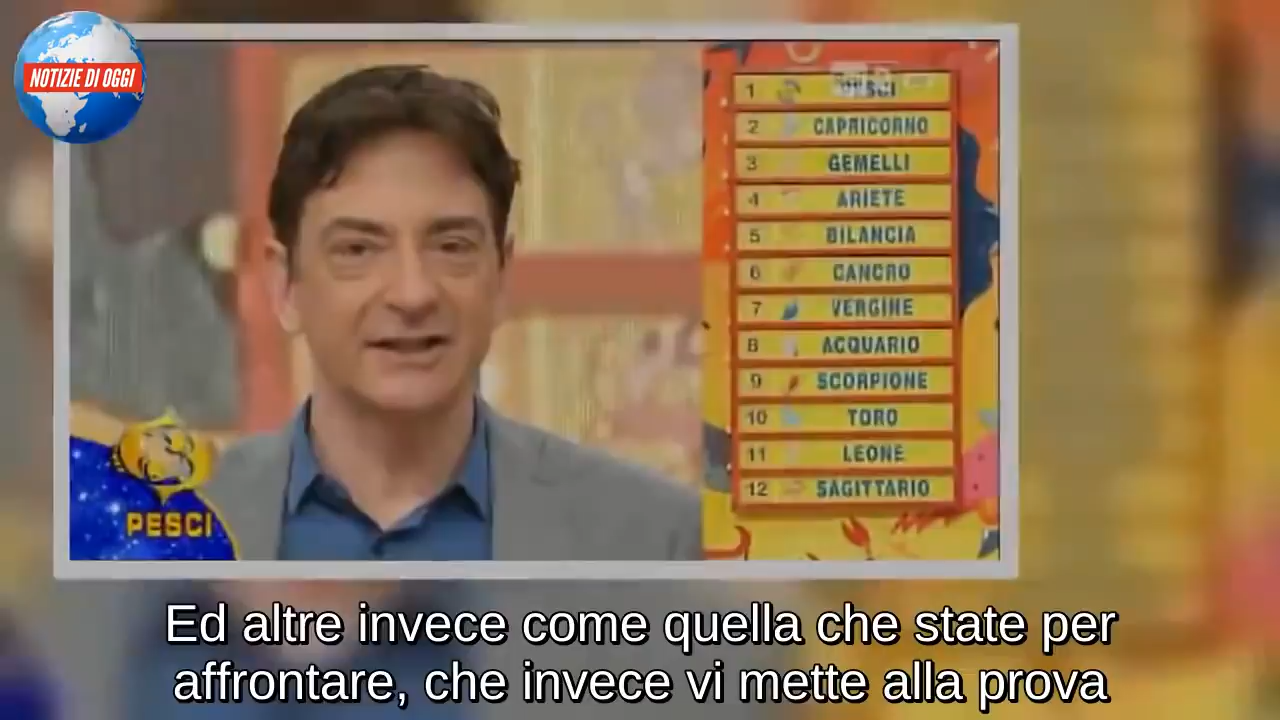 NOTIZIE DI OGGI
1 PESCI
2 CAPRICORNO
3 GEMELLI
4 ARIETE
5 BILANCIA
6 CANCRO
7 VERGINE
8 ACQUARIO
9 SCORPIONE
10 TORO
11 LEONE
12 SAGITTARIO
PESCI
Ed altre invece come quella che state per
affrontare, che invece vi mette alla prova